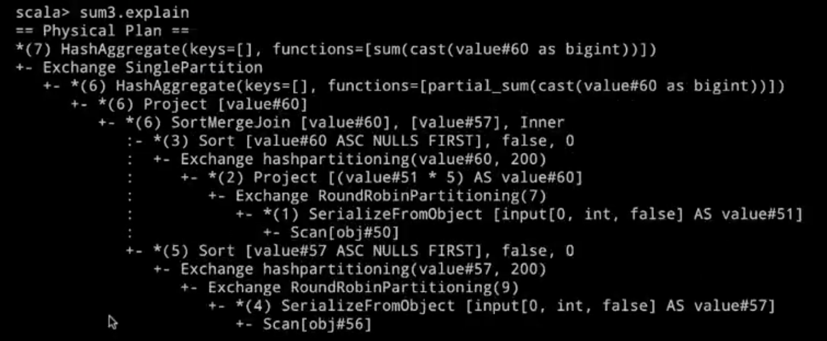 scala> sum3.explain
== Physical Plan ==
*(7) HashAggregate(keys=[], functions=[sum(cast(value#60 as bigint))])
+- Exchange SinglePartition
   +- *(6) HashAggregate(keys=[], functions=[partial_sum(cast(value#60 as bigint))])
      +- *(6) Project [value#60]
         +- *(6) SortMergeJoin [value#60], [value#57], Inner
            :- *(3) Sort [value#60 ASC NULLS FIRST], false, 0
            :  +- Exchange hashpartitioning(value#60, 200)
            :     +- *(2) Project [(value#51 * 5) AS value#60]
            :        +- Exchange RoundRobinPartitioning(7)
            :           +- *(1) SerializeFromObject [input[0, int, false] AS value#51]
            :              +- Scan[obj#50]
            +- *(5) Sort [value#57 ASC NULLS FIRST], false, 0
               +- Exchange hashpartitioning(value#57, 200)
                  +- Exchange RoundRobinPartitioning(9)
                     +- *(4) SerializeFromObject [input[0, int, false] AS value#57]
                        +- Scan[obj#56]